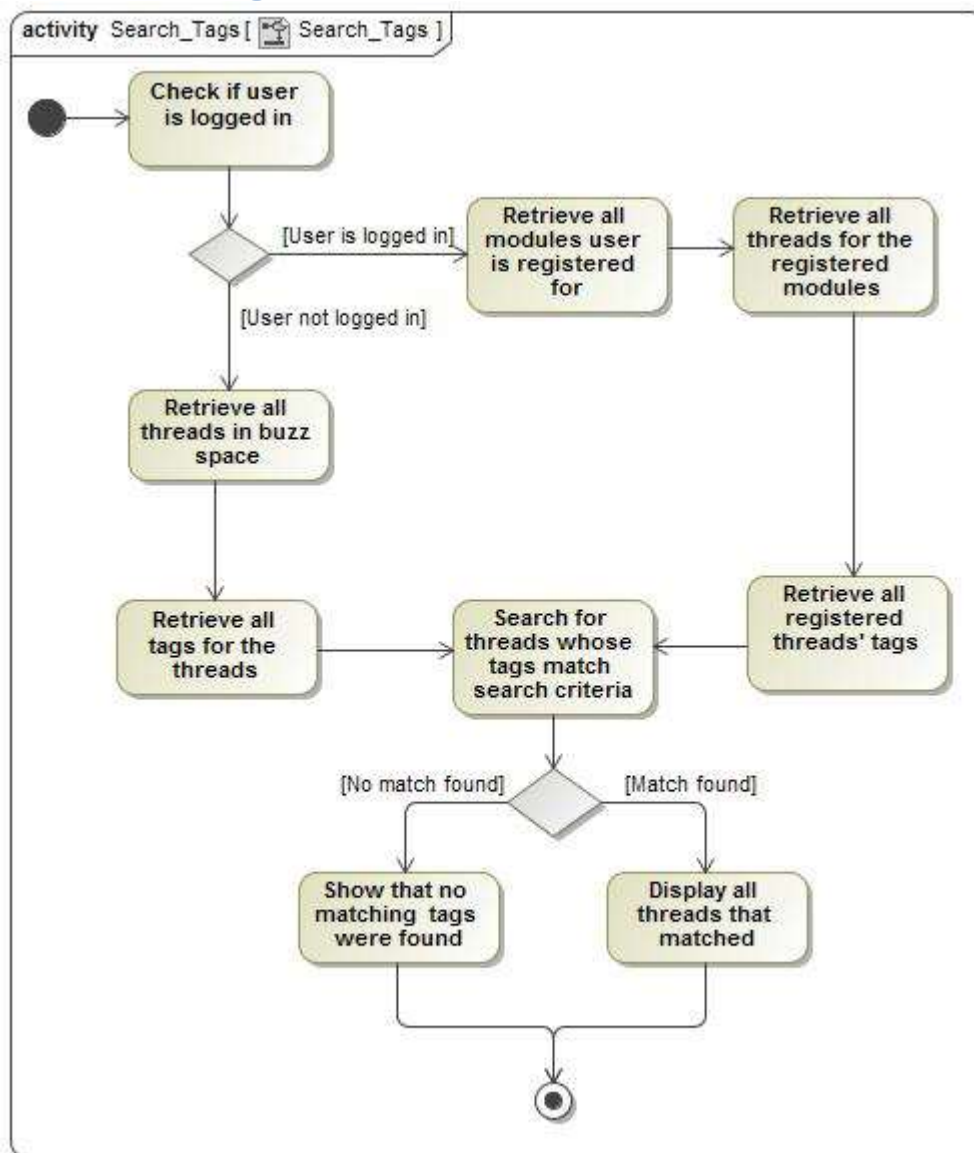 activity Search_Tags [ Search_Tags ]
Check if user
is logged in
[User is logged in]
Retrieve all
modules user
is registered
for
Retrieve all
threads for the
registered
modules
[User not logged in]
Retrieve all
threads in buzz
space
Retrieve all
tags for the
threads
Search for
threads whose
tags match
search criteria
Retrieve all
registered
threads' tags
[No match found]
[Match found]
Show that no
matching tags
were found
Display all
threads that
matched